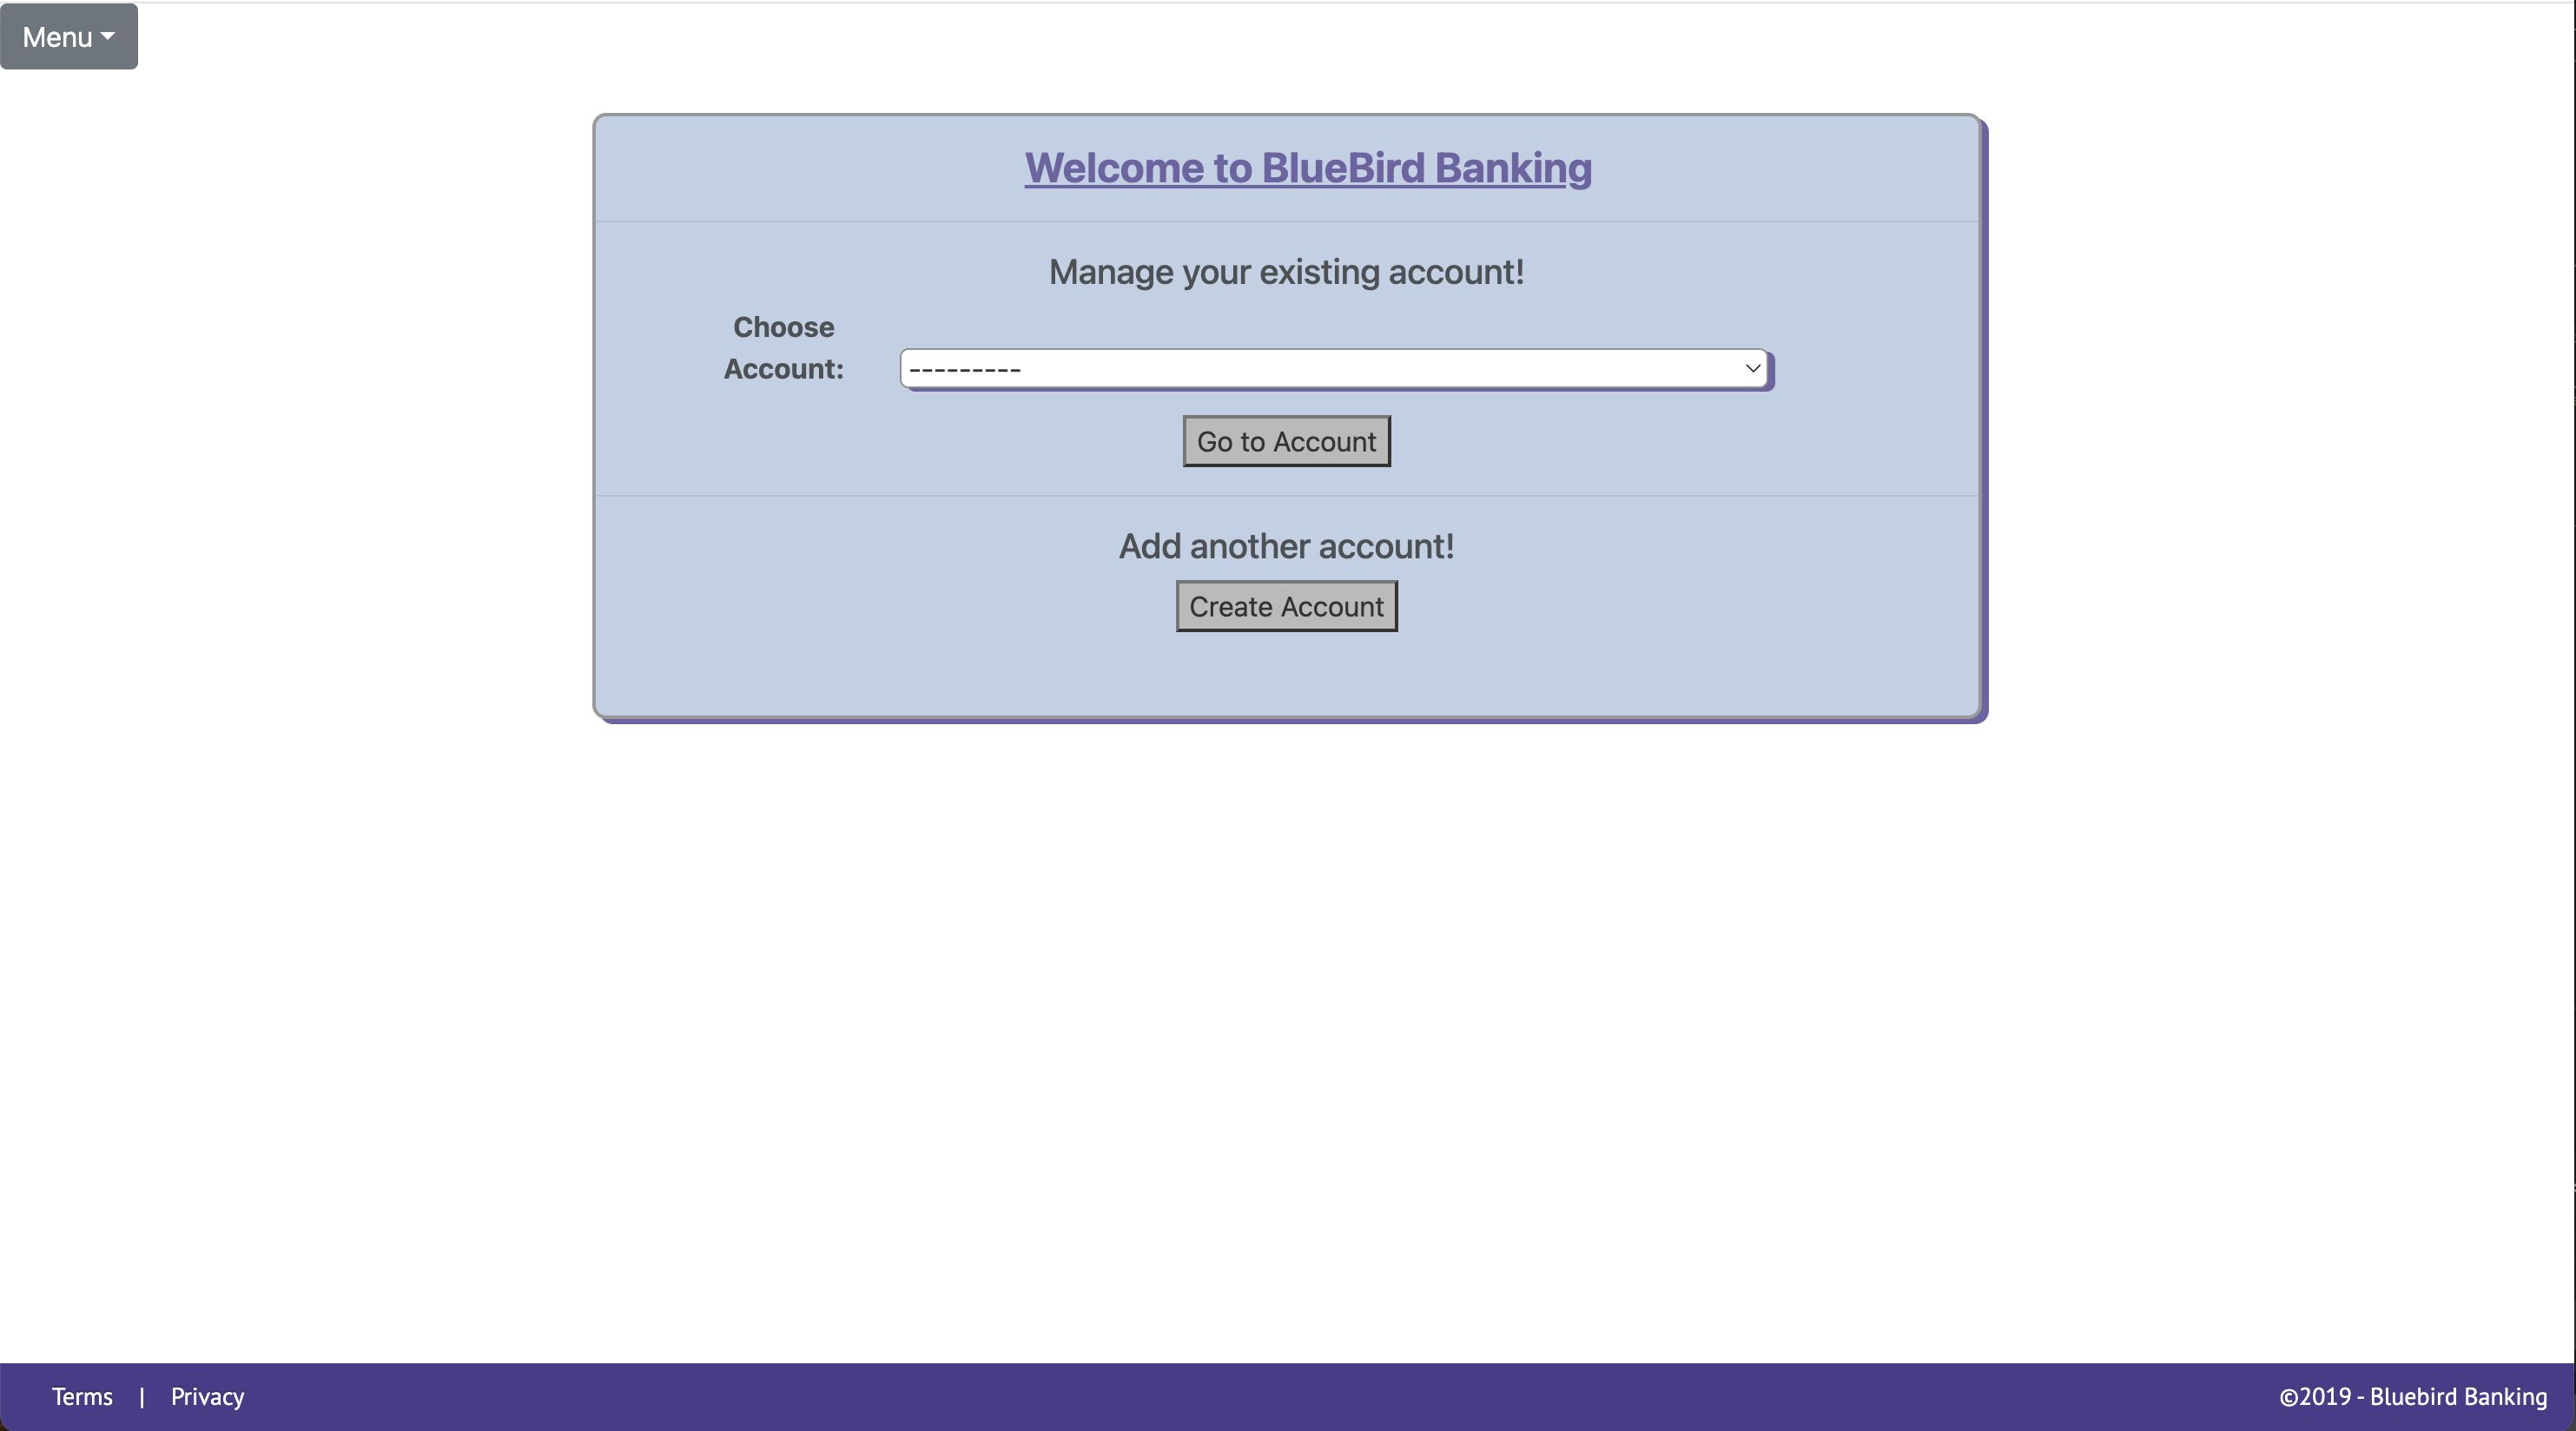 Menu
Welcome to BlueBird Banking
Manage your existing account!
Choose
Account:
---------
Go to Account
Add another account!
Create Account
Terms | Privacy
©2019 - Bluebird Banking